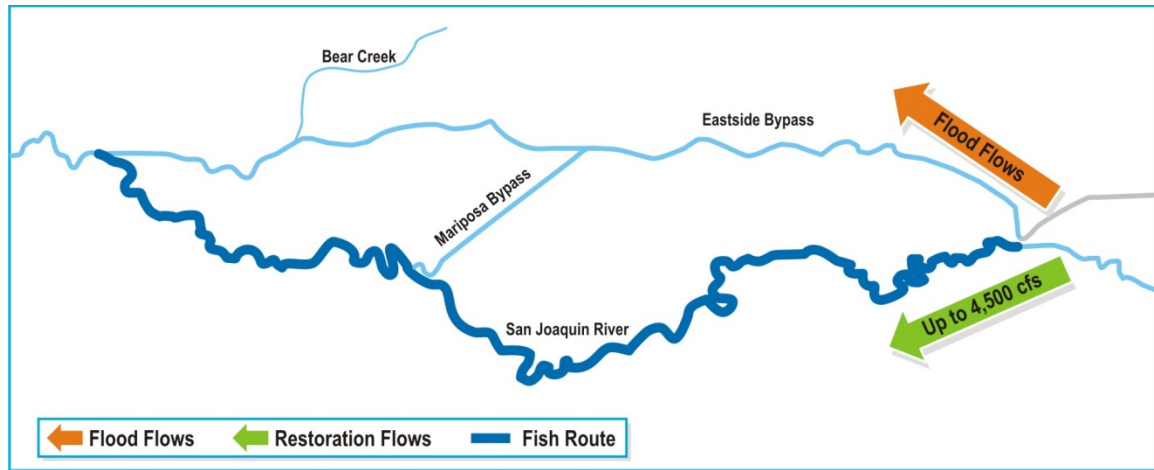 Bear Creek
Eastside Bypass
Flood Flows
Mariposa Bypass
San Joaquin River
Up to 4,500 cfs
Flood Flows
Restoration Flows
Fish Route